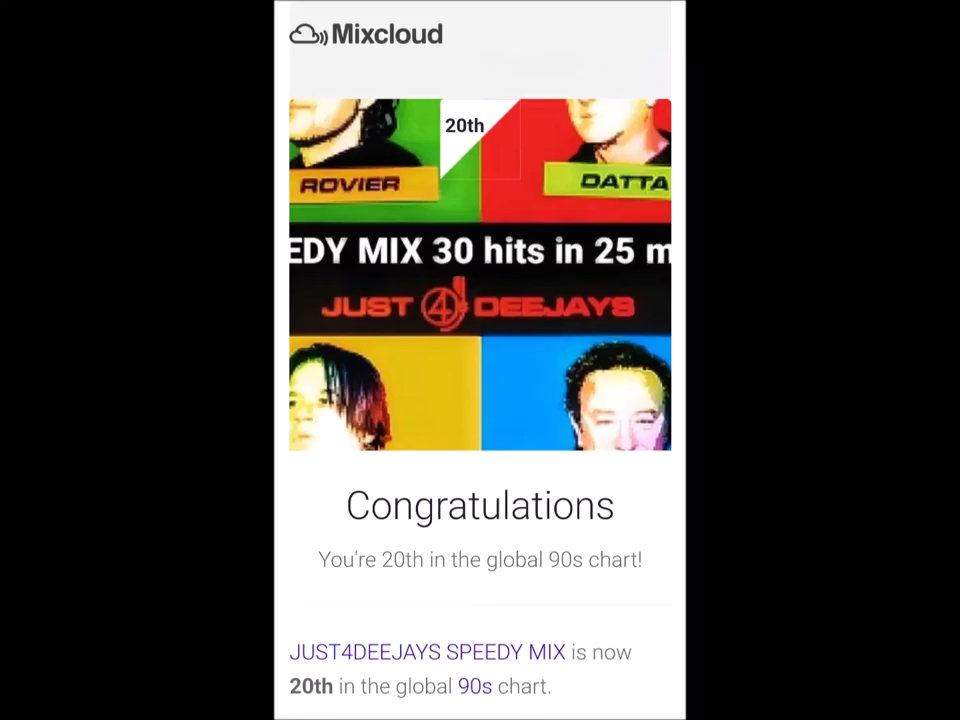 Mixcloud
20th
ROVIER
DATTA
EDY MIX 30 hits in 25 m
JUST 4 DEEJAYS
Congratulations
You're 20th in the global 90s chart!
JUST4DEEJAYS SPEEDY MIX is now
20th in the global 90s chart.